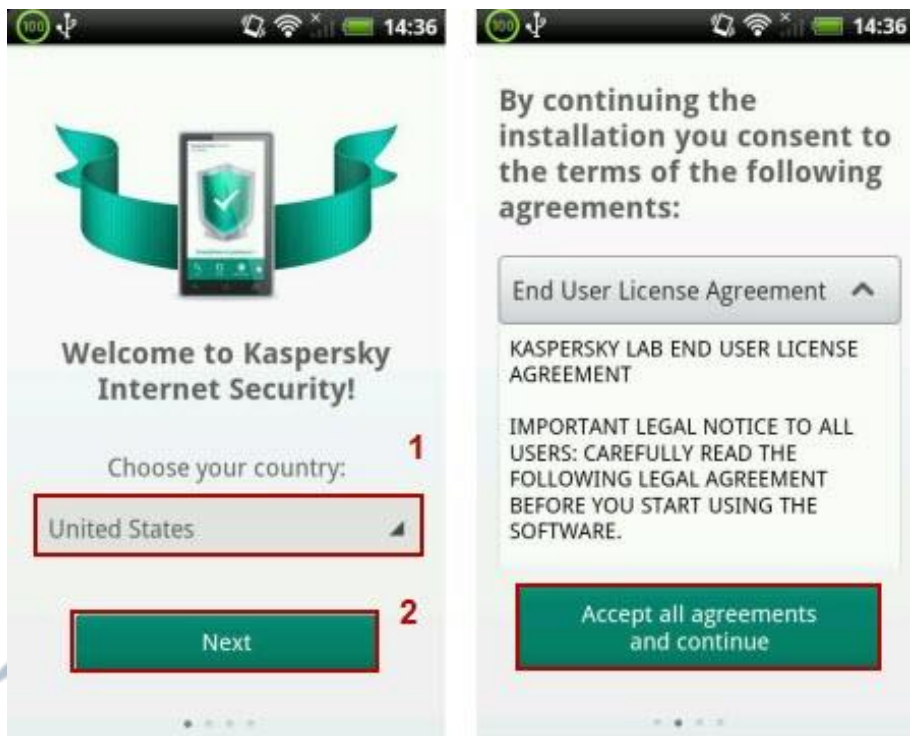 100
14:36
Welcome to Kaspersky
Internet Security!
Choose your country:
1
United States
2
Next
100
14:36
By continuing the
installation you consent to
the terms of the following
agreements:
End User License Agreement
KASPERSKY LAB END USER LICENSE
AGREEMENT
IMPORTANT LEGAL NOTICE TO ALL
USERS: CAREFULLY READ THE
FOLLOWING LEGAL AGREEMENT
BEFORE YOU START USING THE
SOFTWARE.
Accept all agreements
and continue